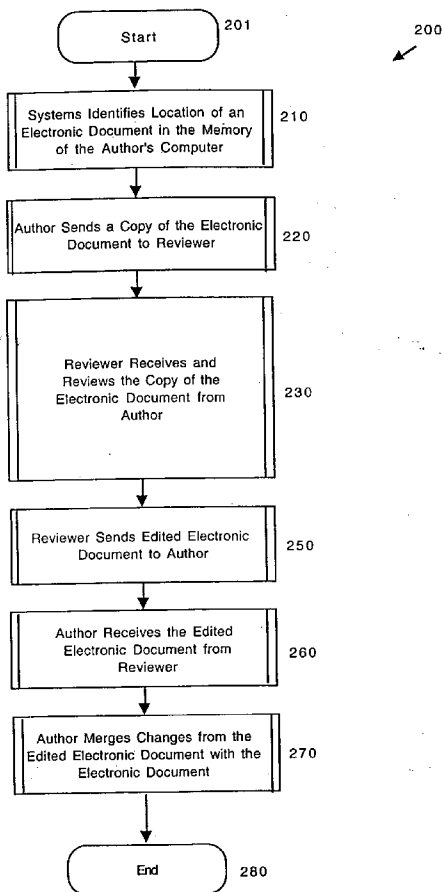 Start
201
200
Systems Identifies Location of an
Electronic Document in the Memory
of the Author's Computer
210
Author Sends a Copy of the Electronic
Document to Reviewer
220
Reviewer Receives and
Reviews the Copy of the
Electronic Document from
Author
230
Reviewer Sends Edited Electronic
Document to Author
250
Author Receives the Edited
Electronic Document from
Reviewer
260
Author Merges Changes from the
Edited Electronic Document with the
Electronic Document
270
End
280